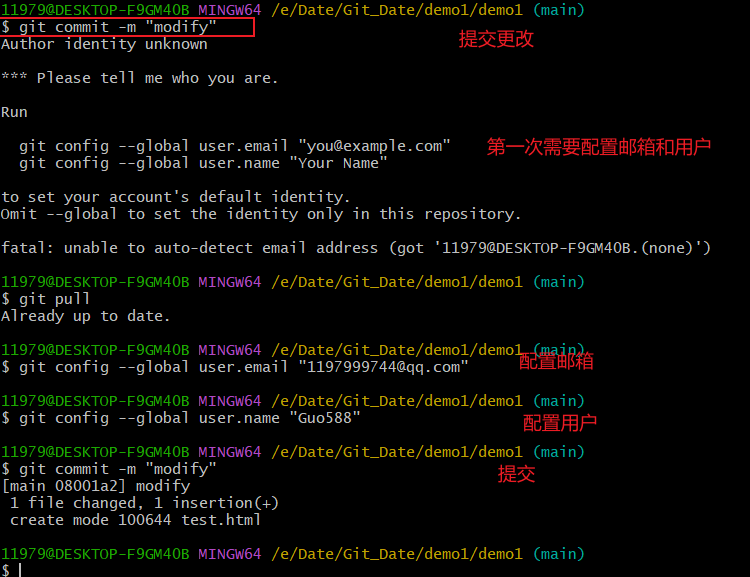 11979@DESKTOP-F9GM4OB MINGW64 /e/Date/Git_Date/demo1/demo1 (main)
$ git commit -m "modify"
提交更改
Author identity unknown
*** Please tell me who you are.
Run
git config --global user.email "you@example.com"
第一次需要配置邮箱和用户
git config --global user.name "Your Name"
to set your account's default identity.
Omit --global to set the identity only in this repository.
fatal: unable to auto-detect email address (got '11979@DESKTOP-F9GM4OB.(none)')
11979@DESKTOP-F9GM4OB MINGW64 /e/Date/Git_Date/demo1/demo1 (main)
$ git pull
Already up to date.
11979@DESKTOP-F9GM4OB MINGW64 /e/Date/Git_Date/demo1/demo1 (main)
$ git config --global user.email "1197999744@qq.com"
配置邮箱
11979@DESKTOP-F9GM4OB MINGW64 /e/Date/Git_Date/demo1/demo1 (main)
$ git config --global user.name "Guo588"
配置用户
11979@DESKTOP-F9GM4OB MINGW64 /e/Date/Git_Date/demo1/demo1 (main)
$ git commit -m "modify"
提交
[main 08001a2] modify
1 file changed, 1 insertion(+)
create mode 100644 test.html
11979@DESKTOP-F9GM4OB MINGW64 /e/Date/Git_Date/demo1/demo1 (main)
$